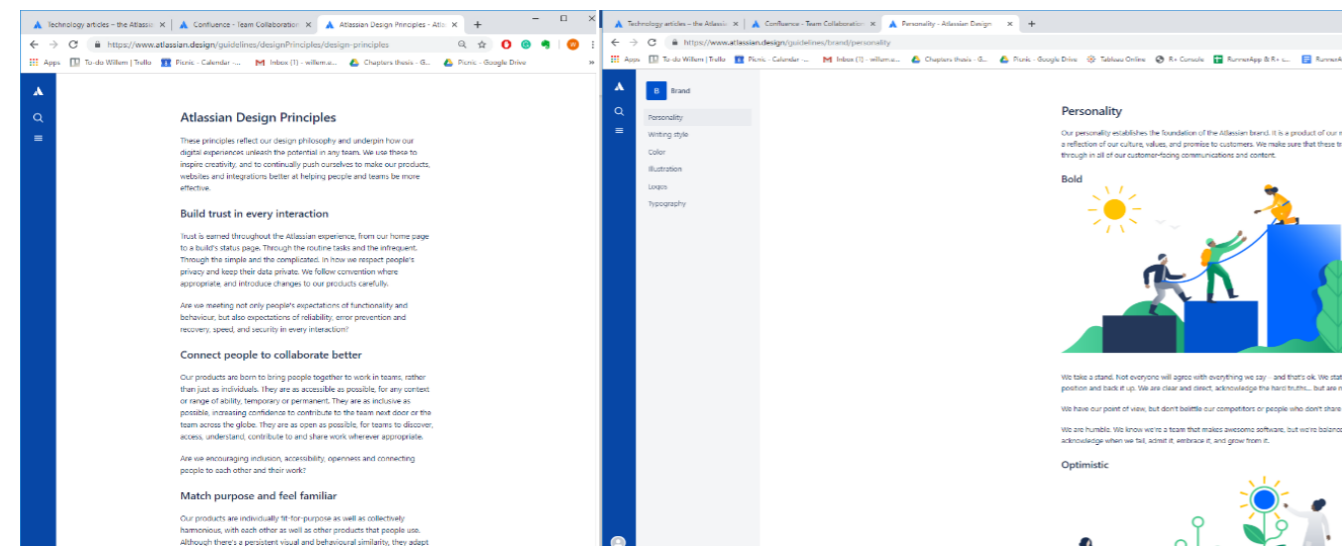 Technology articles – the Atlassi
Confluence - Team Collaboration
Atlassian Design Principles - Atl
https://www.atlassian.design/guidelines/designPrinciples/design-principles
Apps
To-do Willem | Trello
Picnic - Calendar -...
Inbox (1) - willem.a...
Chapters thesis - G...
Picnic - Google Drive
Atlassian Design Principles
These principles reflect our design philosophy and underpin how our
digital experiences unleash the potential in any team. We use these to
inspire creativity, and to continually push ourselves to make our products,
websites and integrations better at helping people and teams be more
effective.
Build trust in every interaction
Trust is earned throughout the Atlassian experience, from our home page
to a build's status page. Through the routine tasks and the infrequent.
Through the simple and the complicated. In how we respect people's
privacy and keep their data private. We follow convention where
appropriate, and introduce changes to our products carefully.
Are we meeting not only people's expectations of functionality and
behaviour, but also expectations of reliability, error prevention and
recovery, speed, and security in every interaction?
Connect people to collaborate better
Our products are born to bring people together to work in teams, rather
than just as individuals. They are as accessible as possible, for any context
or range of ability, temporary or permanent. They are as inclusive as
possible, increasing confidence to contribute to the team next door or the
team across the globe. They are as open as possible, for teams to discover,
access, understand, contribute to and share work wherever appropriate.
Are we encouraging inclusion, accessibility, openness and connecting
people to each other and their work?
Match purpose and feel familiar
Our products are individually fit-for-purpose as well as collectively
harmonious, with each other as well as other products that people use.
Although there's a persistent visual and behavioural similarity, they adapt
Technology articles – the Atlassi
Confluence - Team Collaboration
Personality - Atlassian Design
https://www.atlassian.design/guidelines/brand/personality
Apps
To-do Willem | Trello
Picnic - Calendar -...
Inbox (1) - willem.a...
Chapters thesis - G...
Picnic - Google Drive
Tableau Online
R+ Console
RunnerApp & R+ s...
RunnerA
B
Brand
Personality
Writing style
Color
Illustration
Logos
Typography
Personality
Our personality establishes the foundation of the Atlassian brand. It is a product of our m
a reflection of our culture, values, and promise to customers. We make sure that these tr
through in all of our customer-facing communications and content.
Bold
We take a stand. Not everyone will agree with everything we say – and that's ok. We stat
position and back it up. We are clear and direct, acknowledge the hard truths... but are n
We have our point of view, but don't belittle our competitors or people who don't share
We are humble. We know we're a team that makes awesome software, but we're balance
acknowledge when we fail, admit it, embrace it, and grow from it.
Optimistic